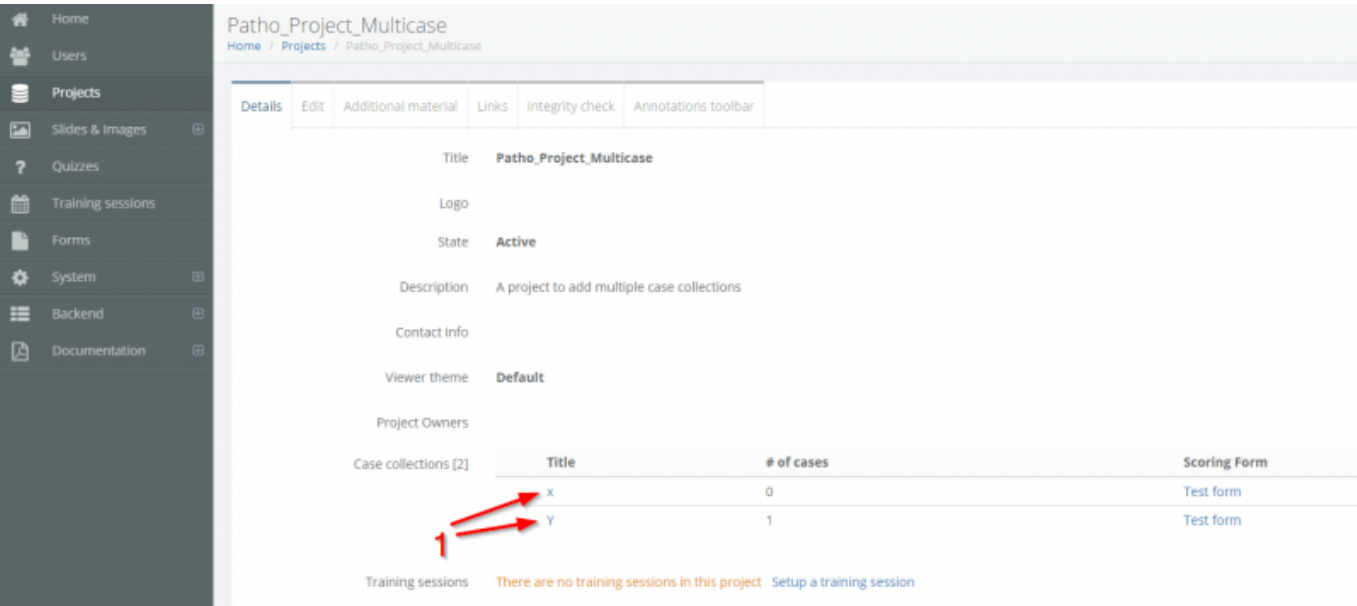 Home
Users
Projects
Slides & Images
Quizzes
Training sessions
Forms
System
Backend
Documentation
Patho_Project_Multicase
Home / Projects / Patho_Project_Multicase
Details Edit Additional material Links Integrity check Annotations toolbar
Title Patho_Project_Multicase
Logo
State Active
Description A project to add multiple case collections
Contact info
Viewer theme Default
Project Owners
Case collections [2] Title # of cases Scoring Form
x 0 Test form
Y 1 Test form
1
Training sessions There are no training sessions in this project Setup a training session